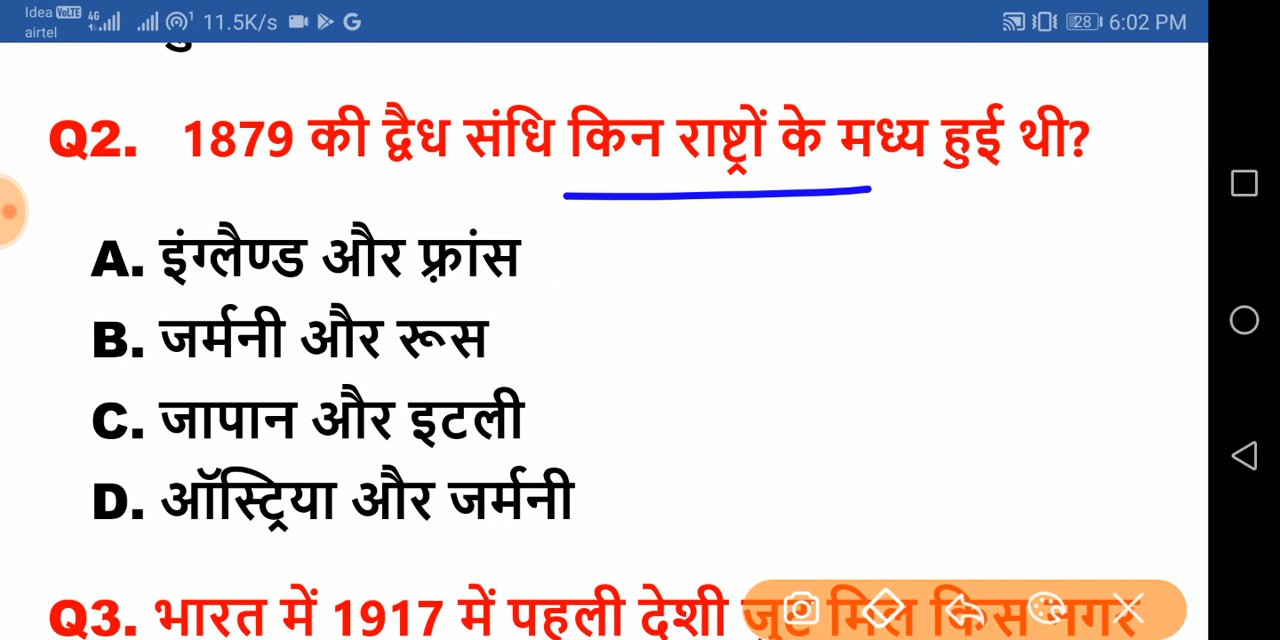 Idea VoLTE 4G 11.5K/s 28 6:02 PM
airtel
Q2. 1879 की द्वैध संधि किन राष्ट्रों के मध्य हुई थी?
A. इंग्लैण्ड और फ़्रांस
B. जर्मनी और रूस
C. जापान और इटली
D. ऑस्ट्रिया और जर्मनी
Q3. भारत में 1917 में पहली देशी जुट मिल किस नगर